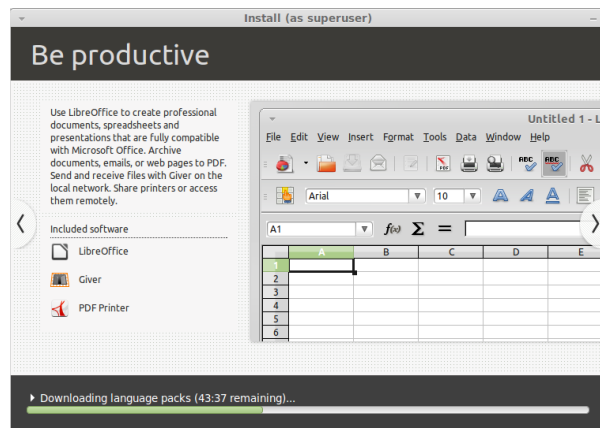 Install (as superuser)
Be productive
Use LibreOffice to create professional
documents, spreadsheets and
presentations that are fully compatible
with Microsoft Office. Archive
documents, emails, or web pages to PDF.
Send and receive files with Giver on the
local network. Share printers or access
them remotely.
Included software
LibreOffice
Giver
PDF Printer
Untitled 1 - L
File Edit View Insert Format Tools Data Window Help
PDF ABC ABC
Arial 10 A A A
A1 f(x) Σ =
A B C D E
1
2
3
4
5
6
Downloading language packs (43:37 remaining)...